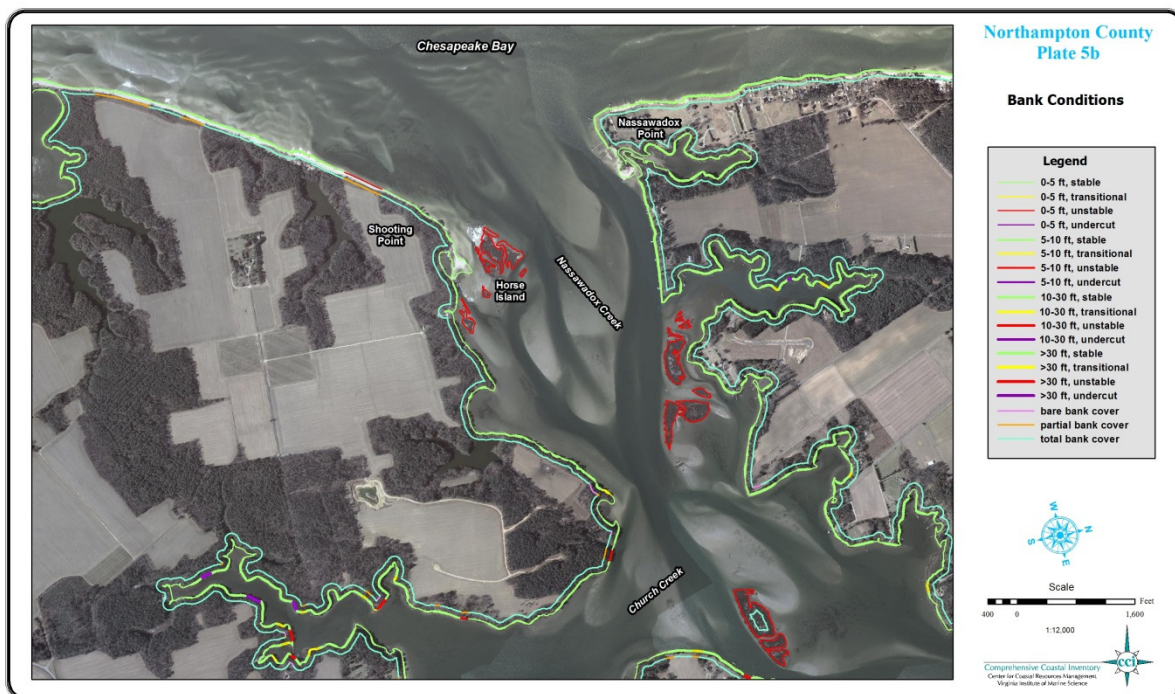 Chesapeake Bay
Nassawadox
Point
Shooting
Point
Horse
Island
Nassawadox Creek
Church Creek
Northampton County
Plate 5b
Bank Conditions
Legend
0-5 ft, stable
0-5 ft, transitional
0-5 ft, unstable
0-5 ft, undercut
5-10 ft, stable
5-10 ft, transitional
5-10 ft, unstable
5-10 ft, undercut
10-30 ft, stable
10-30 ft, transitional
10-30 ft, unstable
10-30 ft, undercut
>30 ft, stable
>30 ft, transitional
>30 ft, unstable
>30 ft, undercut
bare bank cover
partial bank cover
total bank cover
W
N
S
E
Scale
Feet
400 0 1,600
1:12,000
Comprehensive Coastal Inventory
Center for Coastal Resources Management,
Virginia Institute of Marine Science
cci